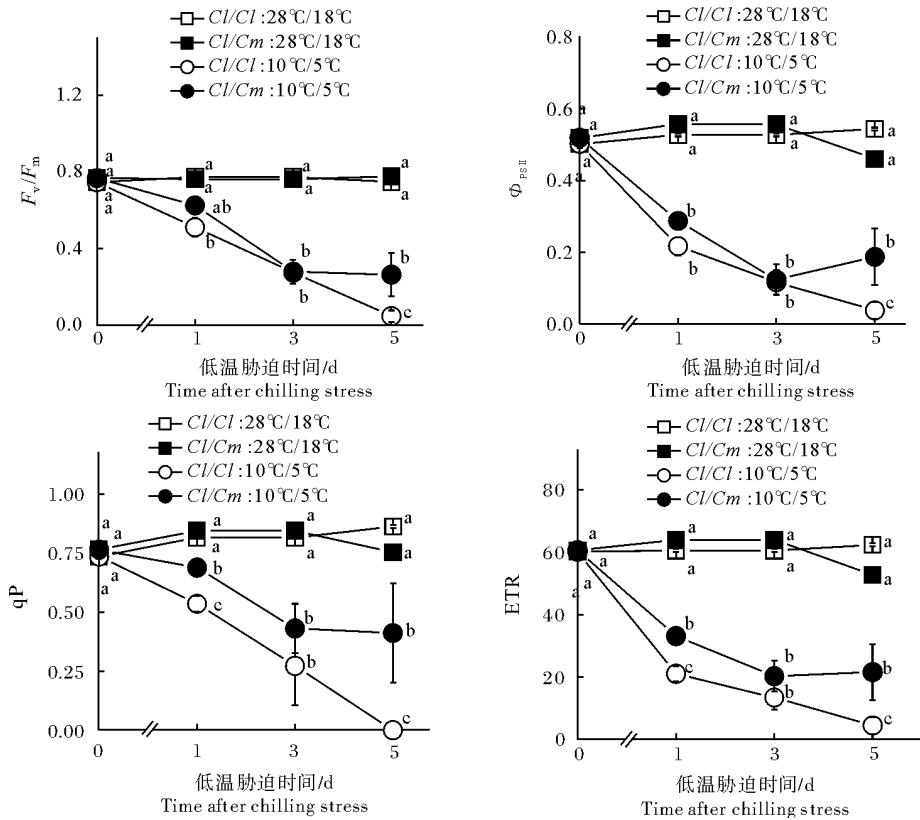 Cl/Cl :28℃/18℃
Cl/Cm :28℃/18℃
Cl/Cl :10℃/5℃
Cl/Cm :10℃/5℃
Fv/Fm
1.2
0.8
0.4
0.0
a
a
a
a
a
a
ab
b
b
b
a
a
b
c
0
1
3
5
低温胁迫时间/d
Time after chilling stress
Cl/Cl :28℃/18℃
Cl/Cm :28℃/18℃
Cl/Cl :10℃/5℃
Cl/Cm :10℃/5℃
ΦPSⅡ
0.8
0.6
0.4
0.2
0.0
a
a
a
a
a
a
a
a
a
a
b
b
b
b
b
c
0
1
3
5
低温胁迫时间/d
Time after chilling stress
Cl/Cl :28℃/18℃
Cl/Cm :28℃/18℃
Cl/Cl :10℃/5℃
Cl/Cm :10℃/5℃
qP
1.00
0.75
0.50
0.25
0.00
a
a
a
a
a
a
a
a
a
a
b
c
b
b
b
c
0
1
3
5
低温胁迫时间/d
Time after chilling stress
Cl/Cl :28℃/18℃
Cl/Cm :28℃/18℃
Cl/Cl :10℃/5℃
Cl/Cm :10℃/5℃
ETR
80
60
40
20
0
a
a
a
a
a
a
a
a
a
a
b
c
b
b
b
c
0
1
3
5
低温胁迫时间/d
Time after chilling stress